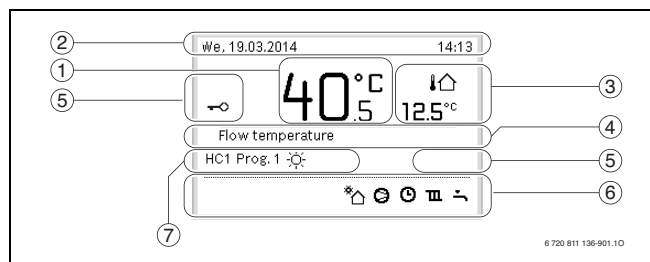 ② We, 19.03.2014 14:13
① 40.5 °C
③ 12.5°C
⑤
④ Flow temperature
⑦ HC1 Prog. 1
⑤
⑥
6 720 811 136-901.1O